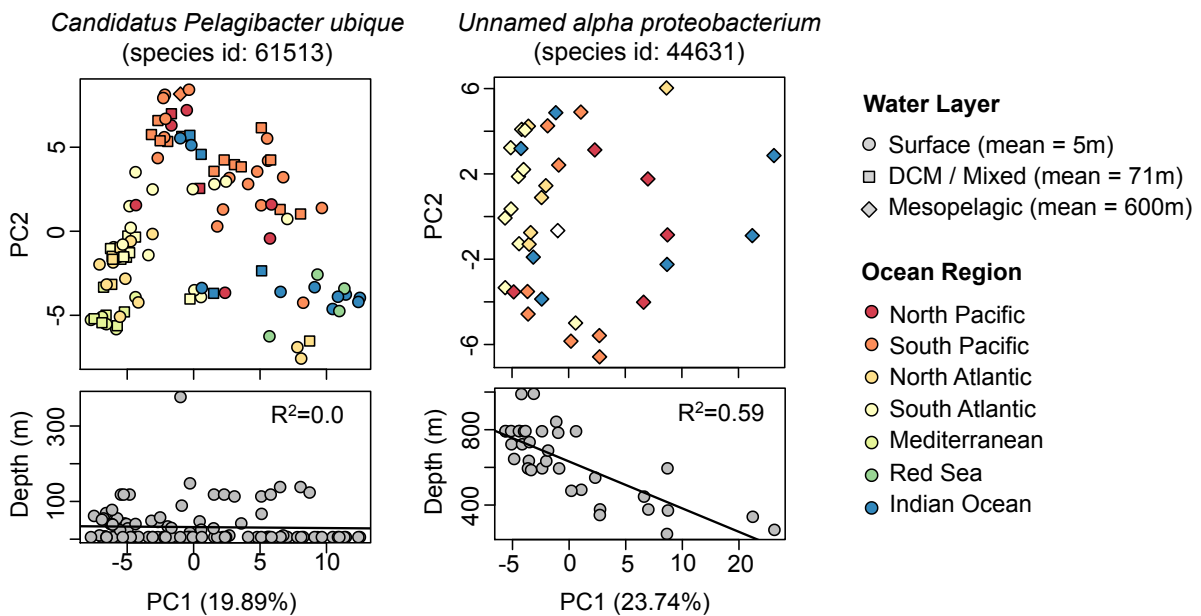 Candidatus Pelagibacter ubique
(species id: 61513)
PC2
5
0
-5
Depth (m)
300
100
R²=0.0
-5
0
5
10
PC1 (19.89%)
Unnamed alpha proteobacterium
(species id: 44631)
PC2
6
2
-2
-6
Depth (m)
800
400
R²=0.59
-5
0
5
10
20
PC1 (23.74%)
Water Layer
Surface (mean = 5m)
DCM / Mixed (mean = 71m)
Mesopelagic (mean = 600m)
Ocean Region
North Pacific
South Pacific
North Atlantic
South Atlantic
Mediterranean
Red Sea
Indian Ocean